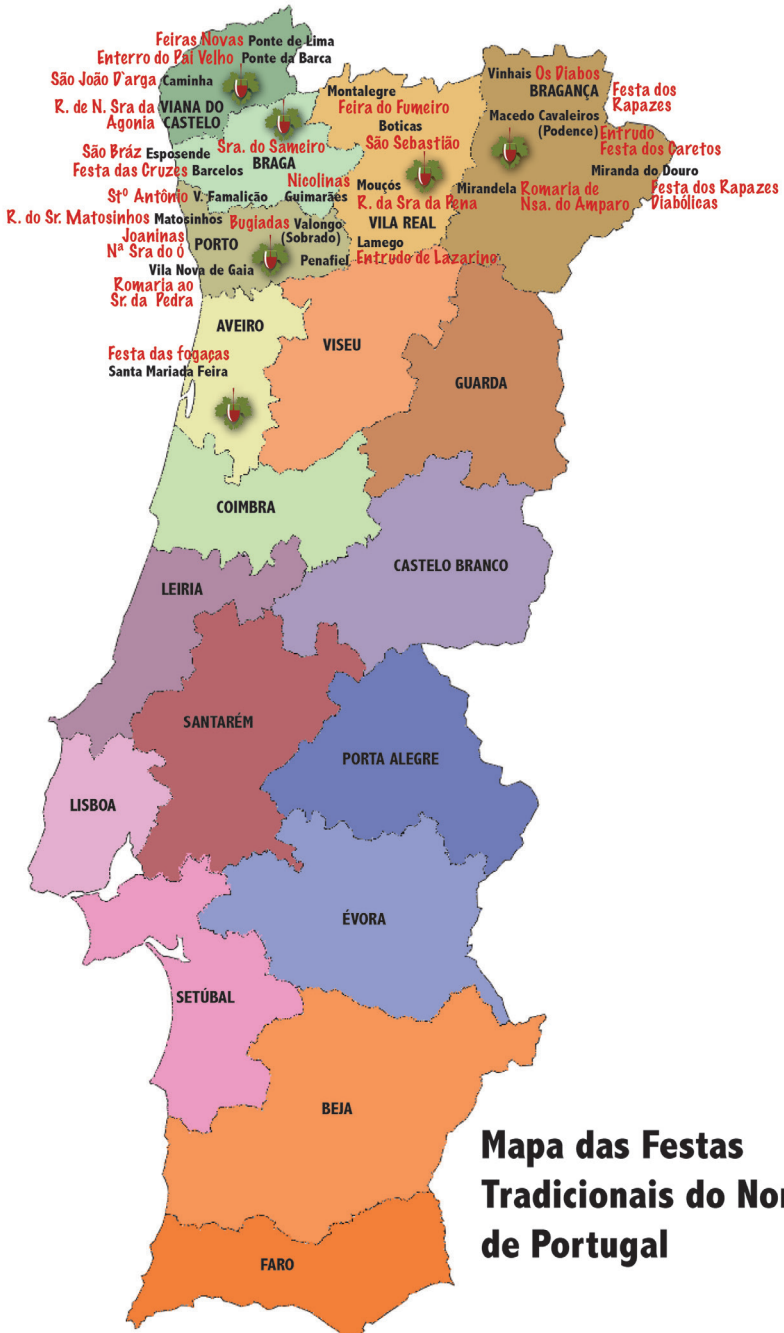 Feiras Novas Ponte de Lima
Enterro do Pai Velho Ponte da Barca
São João D`arga Caminha
R. de N. Sra da VIANA DO
Agonia CASTELO
Sra. do Sameiro
BRAGA
São Bráz Esposende
Festa das Cruzes Barcelos
Nicolinas
Stº Antônio V. Famalição Guimarães
R. do Sr. Matosinhos Matosinhos
Bugiadas Valongo
(Sobrado)
Joaninas PORTO
Nª Sra do Ó
Penafiel
Vila Nova de Gaia
Romaria ao
Sr. da Pedra
Montalegre
Feira do Fumeiro
Boticas
São Sebastião
Mouçós
R. da Sra da Pena
VILA REAL
Lamego
Entrudo de Lazarino
Vinhais Os Diabos
BRAGANÇA
Festa dos
Rapazes
Macedo Cavaleiros
(Podence) Entrudo
Festa dos Caretos
Miranda do Douro
Mirandela Romaria de
Nsa. do Amparo
Festa dos Rapazes
Diabólicas
AVEIRO
VISEU
Festa das fogaças
Santa Mariada Feira
GUARDA
COIMBRA
CASTELO BRANCO
LEIRIA
SANTARÉM
PORTA ALEGRE
LISBOA
ÉVORA
SETÚBAL
BEJA
FARO
Mapa das Festas
Tradicionais do Nor
de Portugal